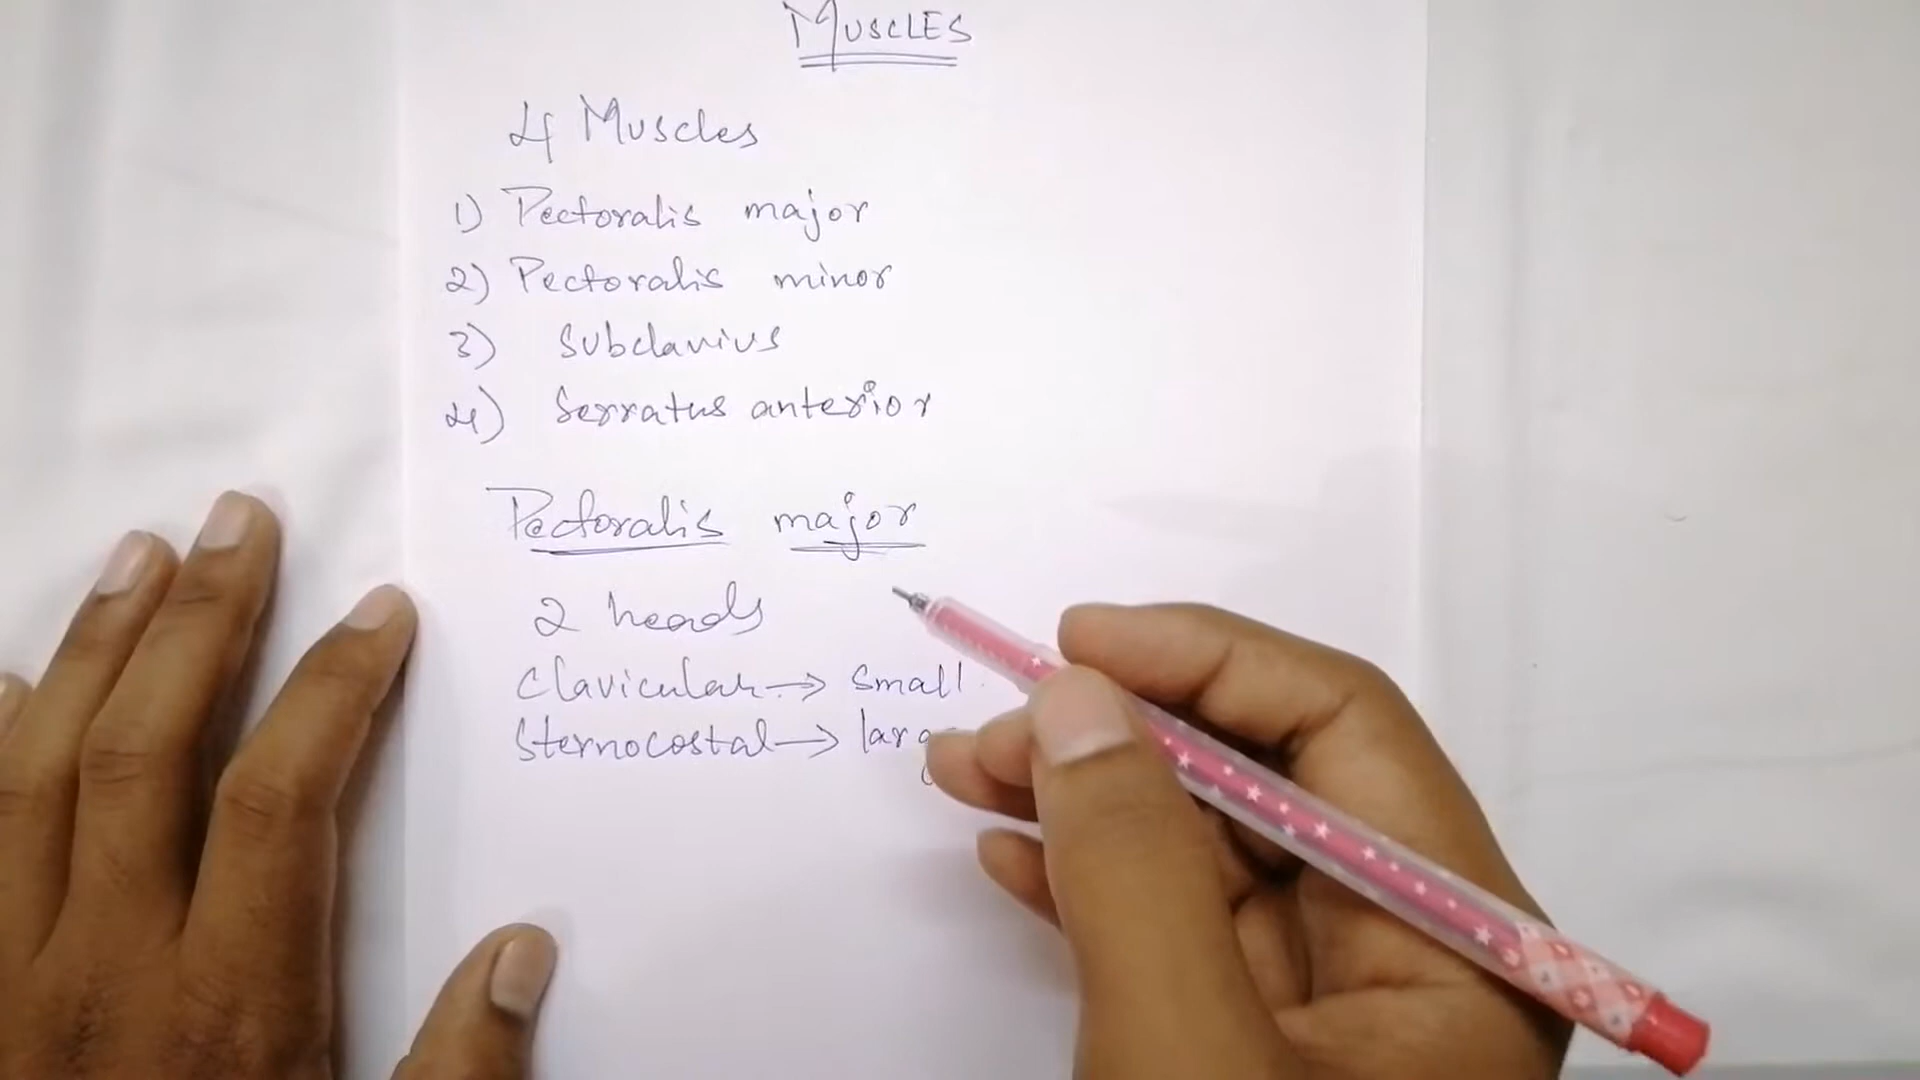 MUSCLES
4 Muscles
1) Pectoralis major
2) Pectoralis minor
3) Subclavius
4) Serratus anterior
Pectoralis major
2 heads
Clavicular → Small
Sternocostal →